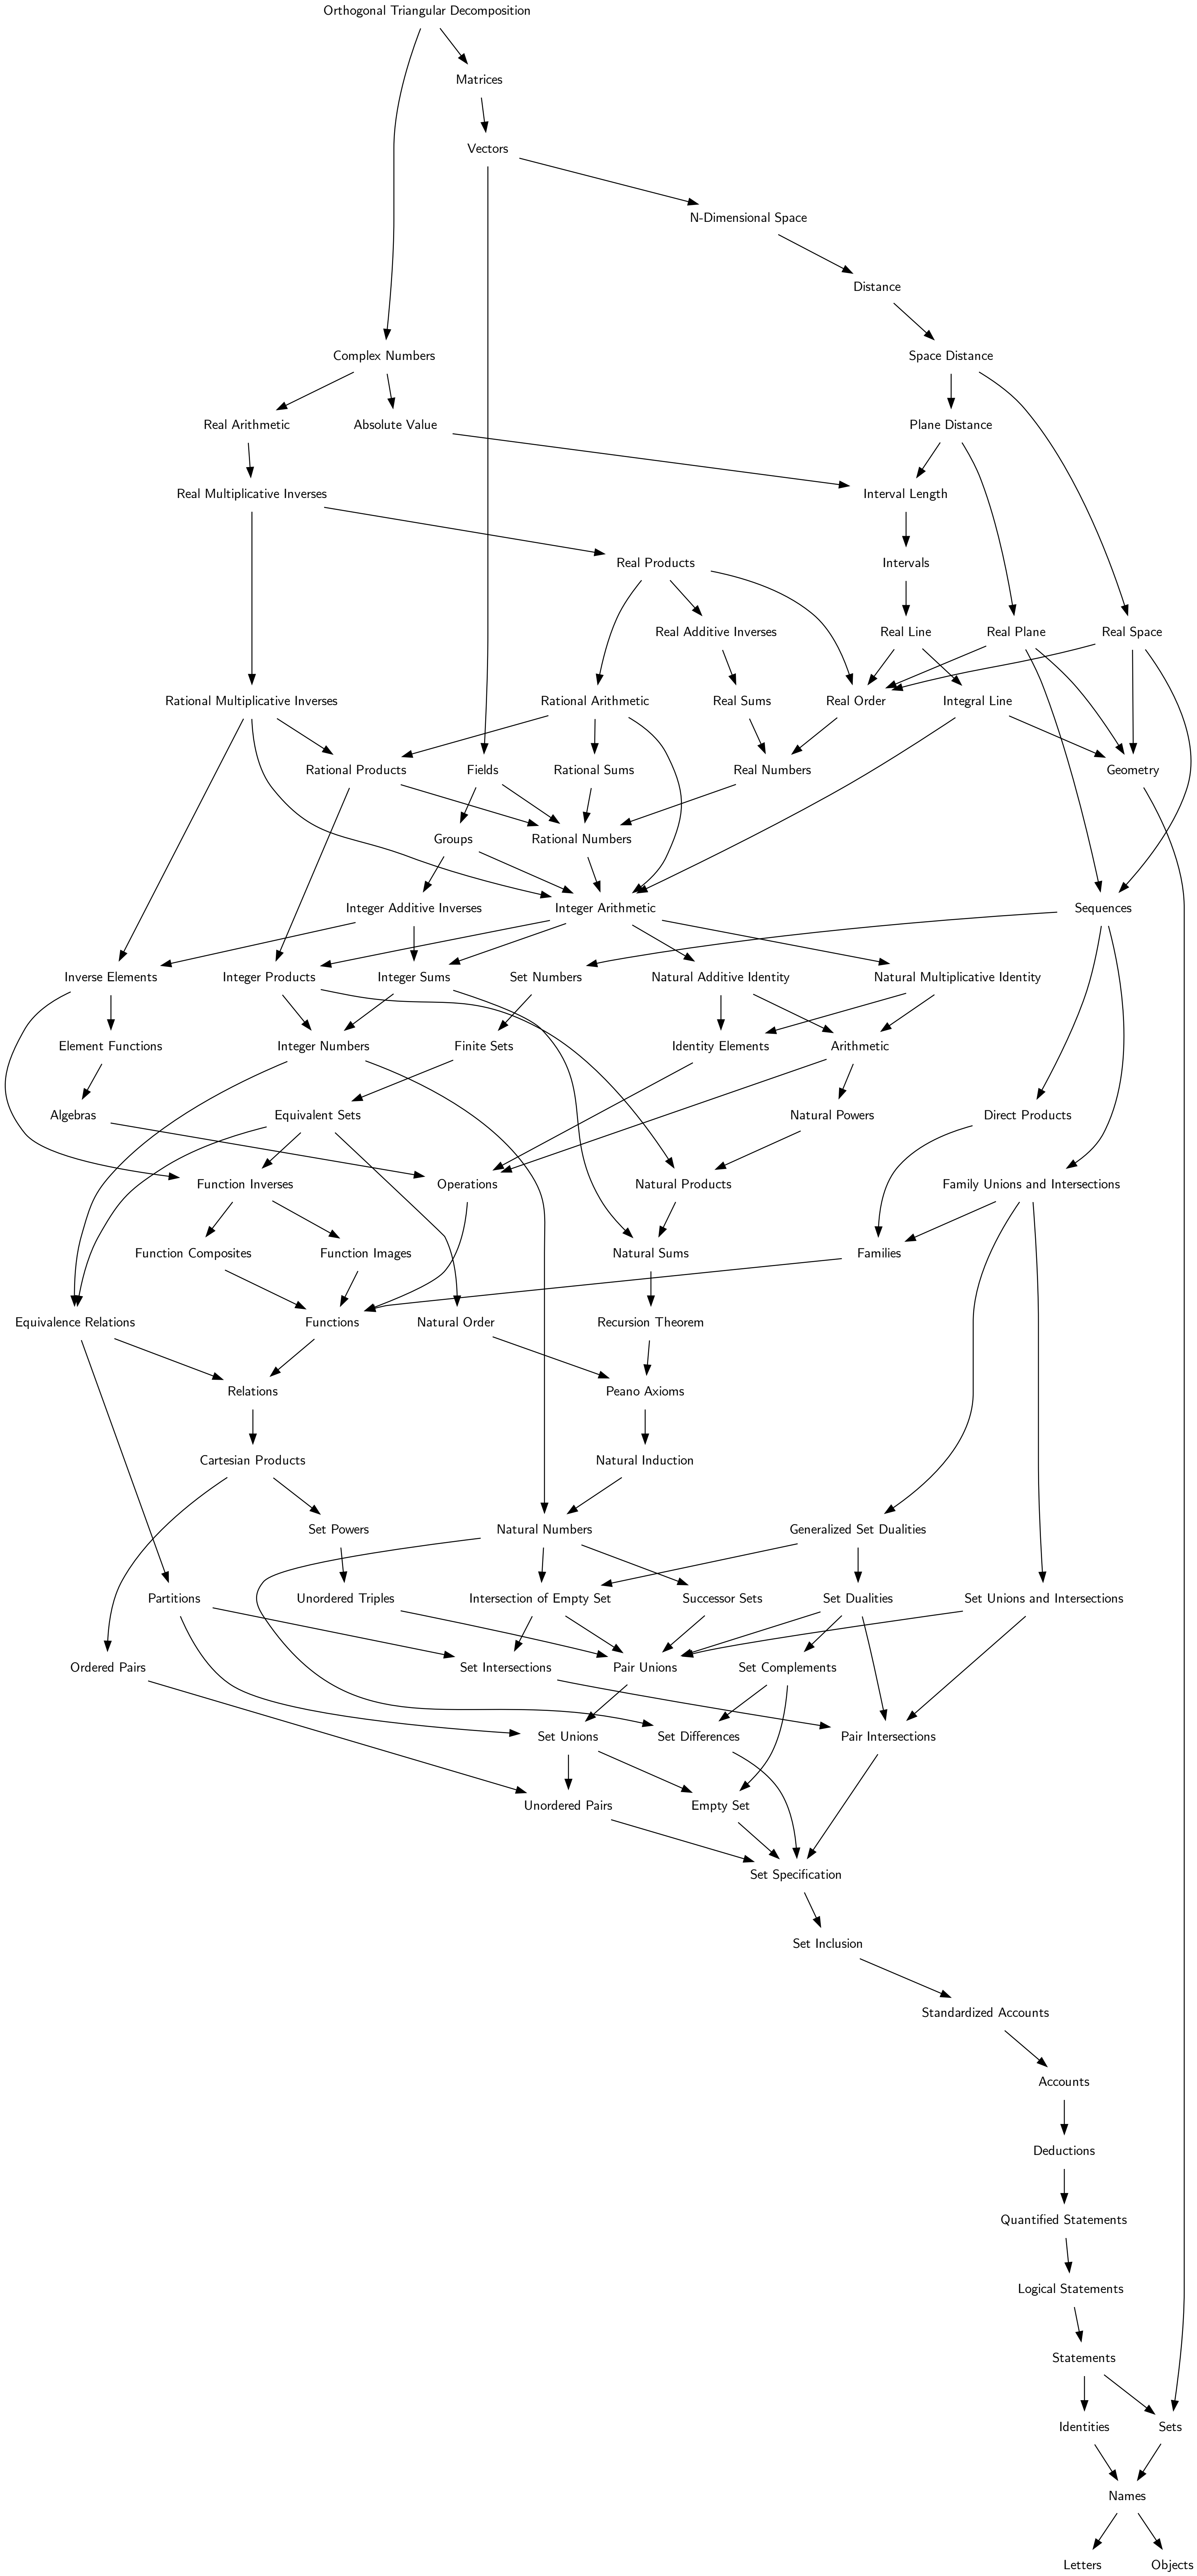 Orthogonal Triangular Decomposition
Matrices
Vectors
N-Dimensional Space
Distance
Complex Numbers
Space Distance
Real Arithmetic
Absolute Value
Plane Distance
Real Multiplicative Inverses
Interval Length
Real Products
Intervals
Real Additive Inverses
Real Line
Real Plane
Real Space
Rational Multiplicative Inverses
Rational Arithmetic
Real Sums
Real Order
Integral Line
Rational Products
Fields
Rational Sums
Real Numbers
Geometry
Groups
Rational Numbers
Integer Additive Inverses
Integer Arithmetic
Sequences
Inverse Elements
Integer Products
Integer Sums
Set Numbers
Natural Additive Identity
Natural Multiplicative Identity
Element Functions
Integer Numbers
Finite Sets
Identity Elements
Arithmetic
Algebras
Equivalent Sets
Natural Powers
Direct Products
Function Inverses
Operations
Natural Products
Family Unions and Intersections
Function Composites
Function Images
Natural Sums
Families
Equivalence Relations
Functions
Natural Order
Recursion Theorem
Relations
Peano Axioms
Cartesian Products
Natural Induction
Set Powers
Natural Numbers
Generalized Set Dualities
Partitions
Unordered Triples
Intersection of Empty Set
Successor Sets
Set Dualities
Set Unions and Intersections
Ordered Pairs
Set Intersections
Pair Unions
Set Complements
Set Unions
Set Differences
Pair Intersections
Unordered Pairs
Empty Set
Set Specification
Set Inclusion
Standardized Accounts
Accounts
Deductions
Quantified Statements
Logical Statements
Statements
Identities
Sets
Names
Letters
Objects